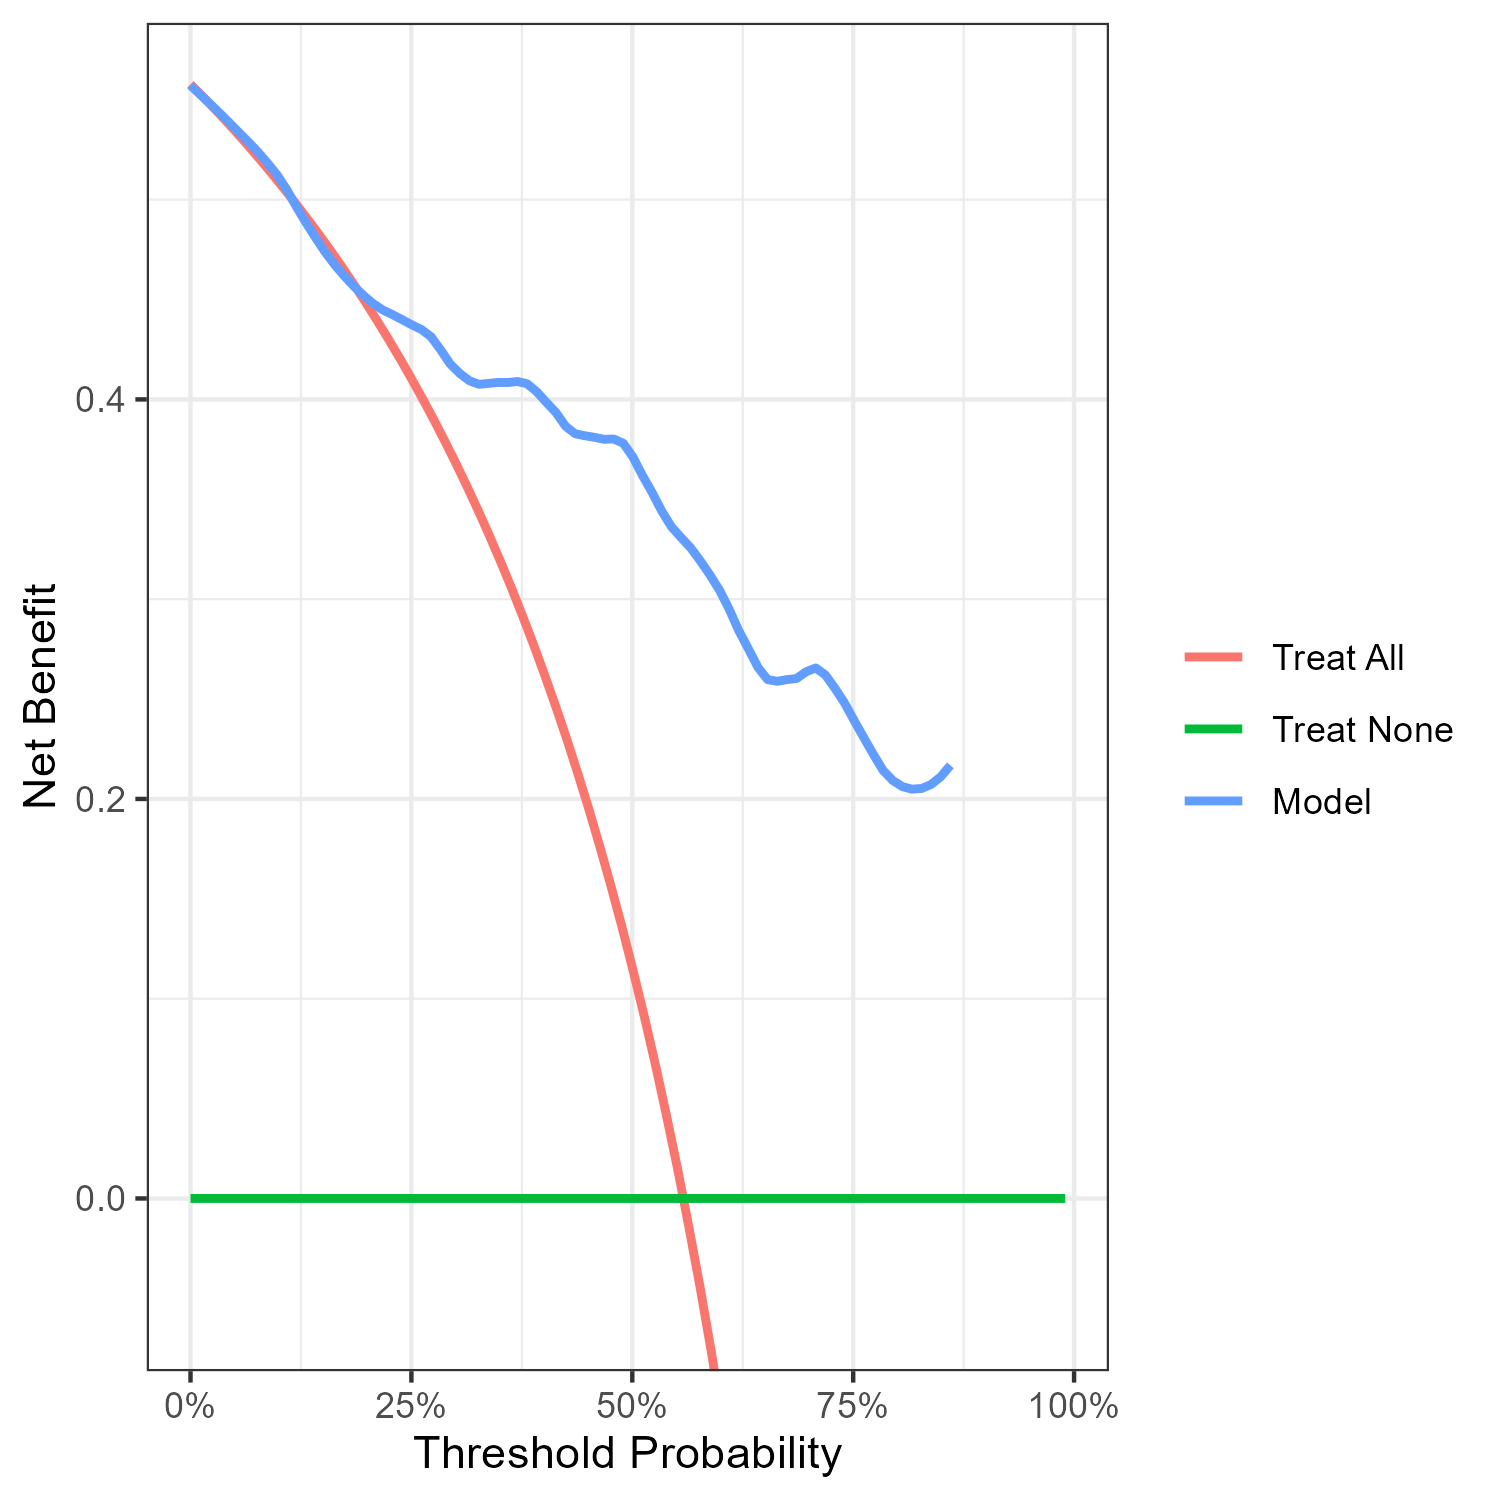 Net Benefit
0.4
0.2
0.0
0%
25%
50%
75%
100%
Threshold Probability
Treat All
Treat None
Model